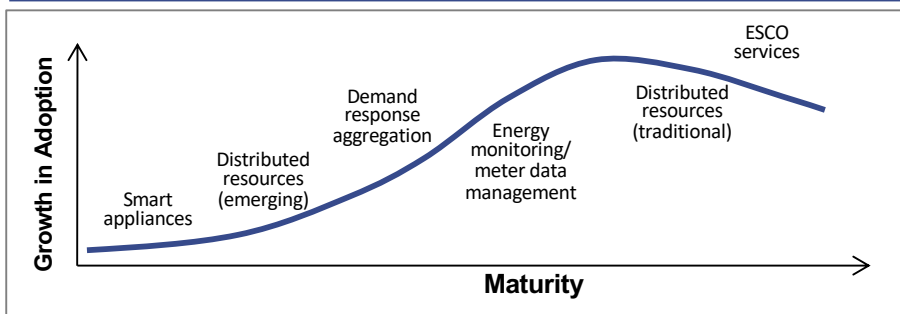 Growth in Adoption
Smart
appliances
Distributed
resources
(emerging)
Demand
response
aggregation
Energy
monitoring/
meter data
management
Distributed
resources
(traditional)
ESCO
services
Maturity